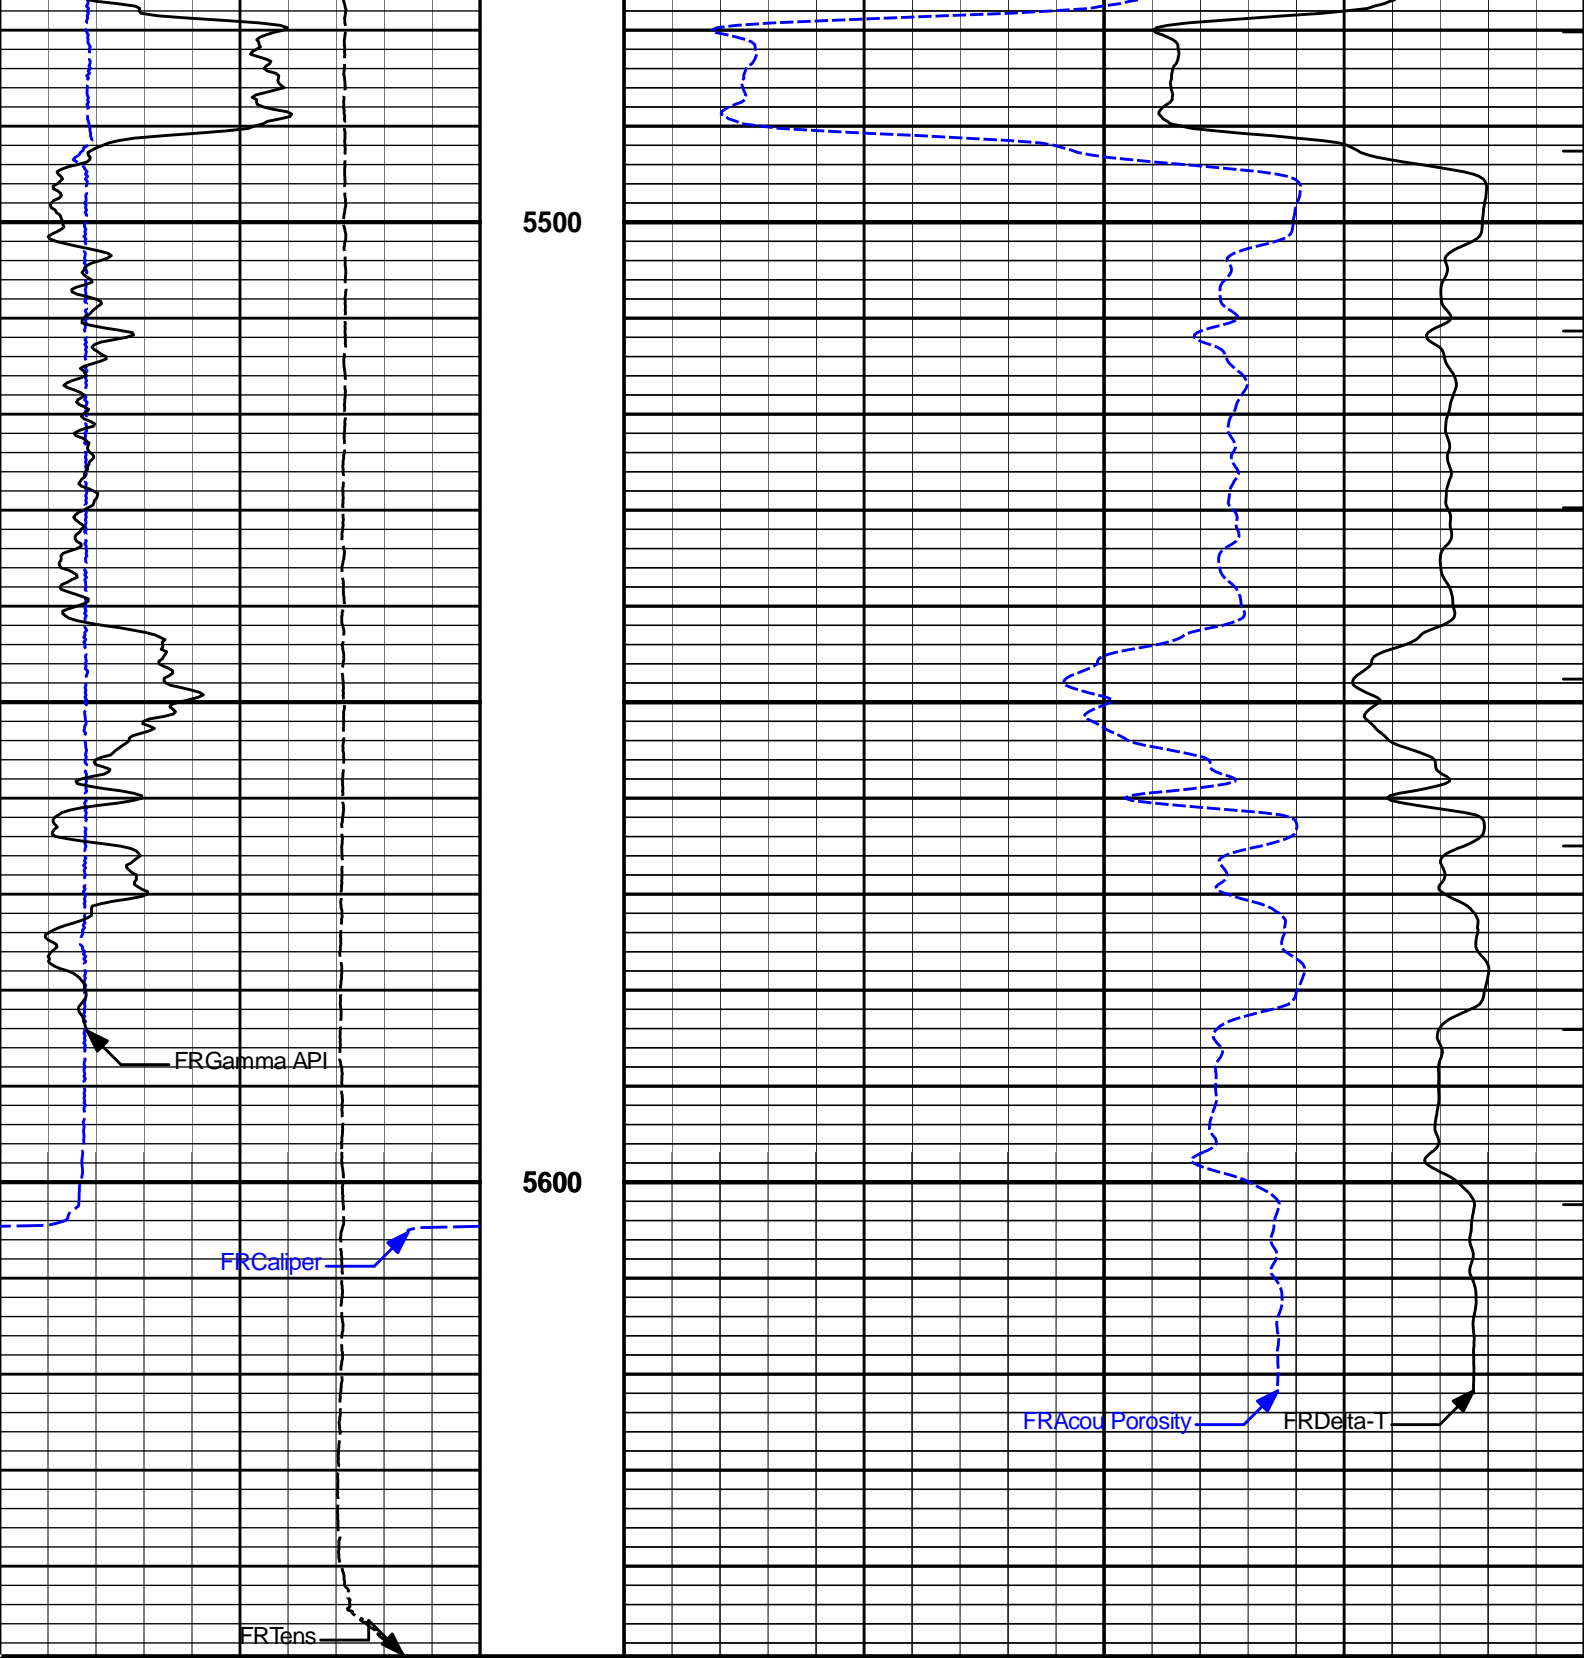 5500
FRGamma API
5600
FRCaliper
FRAcou Porosity
FRDelta-T
FRTens